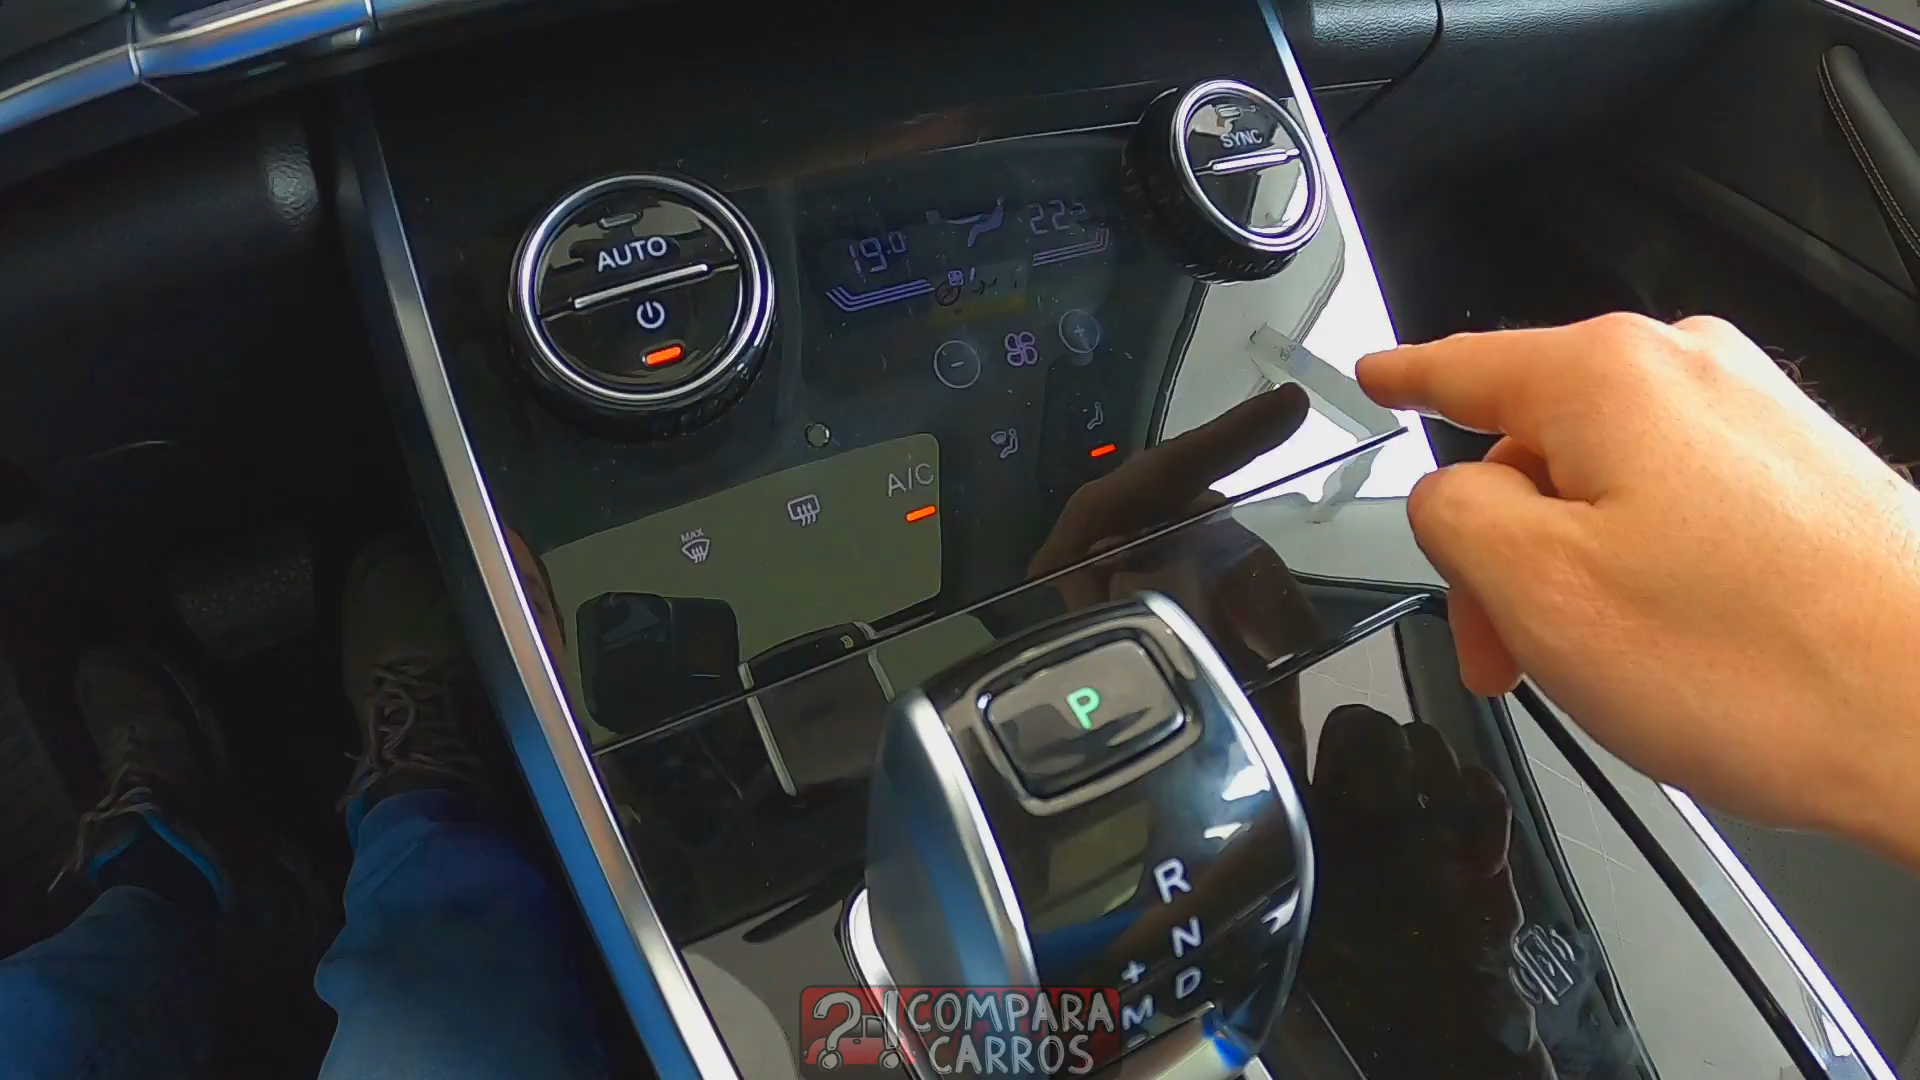 SYNC
AUTO
19.0
22.
A/C
MAX
P
R
N
D
+
M
-
COMPARA
CARROS